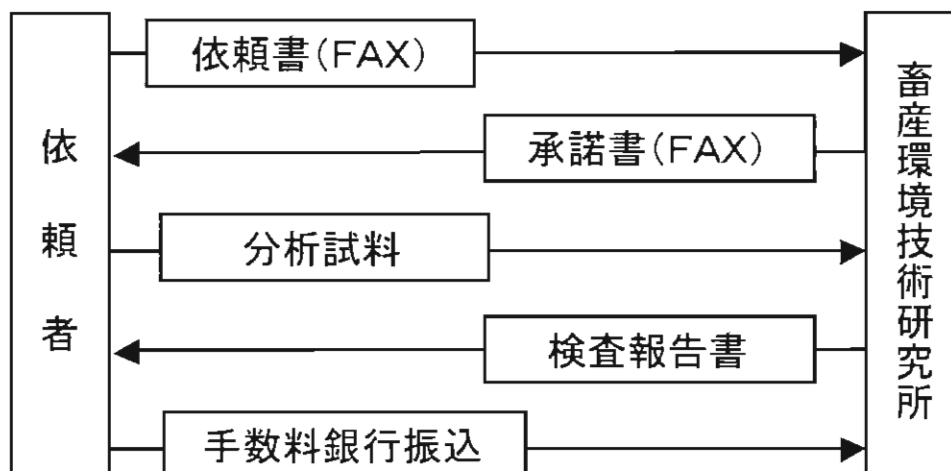 依頼者
依頼書(FAX)
承諾書(FAX)
分析試料
検査報告書
手数料銀行振込
畜産環境技術研究所